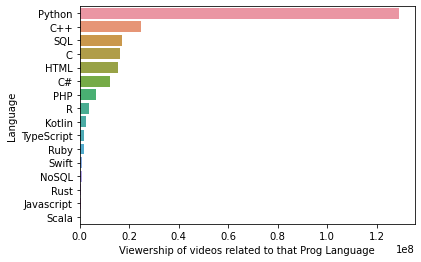 Python
C++
SQL
C
HTML
C#
PHP
R
Kotlin
TypeScript
Ruby
Swift
NoSQL
Rust
Javascript
Scala
Language
0.0 0.2 0.4 0.6 0.8 1.0 1.2
1e8
Viewership of videos related to that Prog Language